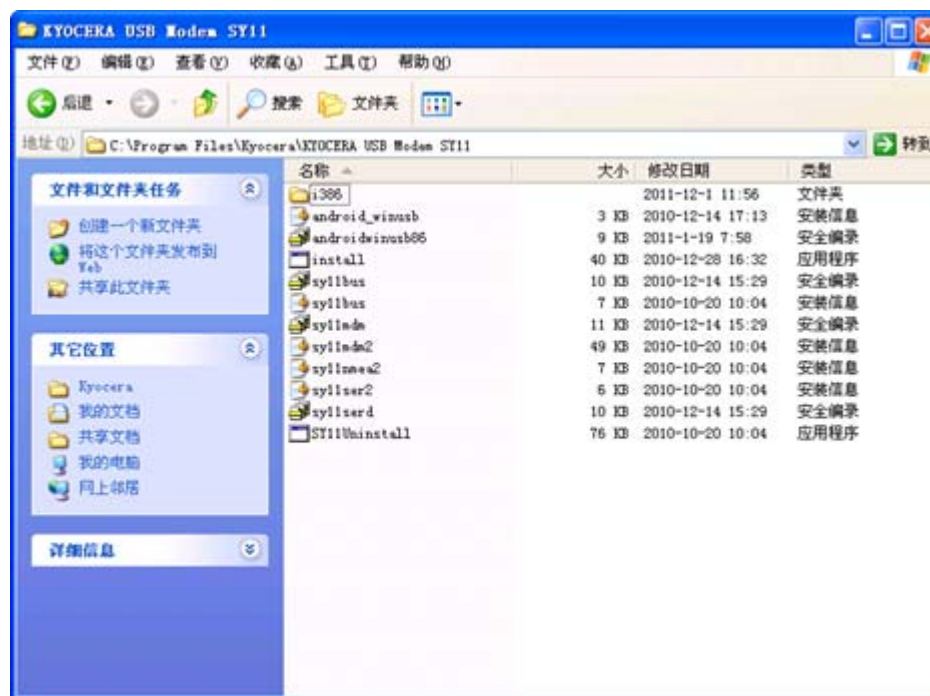 KYOCERA USB Modem SY11
文件(F) 编辑(E) 查看(V) 收藏(A) 工具(T) 帮助(H)
后退 搜索 文件夹
地址(D) C:\Program Files\Kyocera\KYOCERA USB Modem SY11 转到
名称 大小 修改日期 类型
i386 2011-12-1 11:56 文件夹
android_winusb 3 KB 2010-12-14 17:13 安装信息
androidwinusb86 9 KB 2011-1-19 7:58 安全编录
install 40 KB 2010-12-28 16:32 应用程序
sy11bus 10 KB 2010-12-14 15:29 安全编录
sy11bus 7 KB 2010-10-20 10:04 安装信息
sy11mdm 11 KB 2010-12-14 15:29 安全编录
sy11mdm2 49 KB 2010-10-20 10:04 安装信息
sy11nmea2 7 KB 2010-10-20 10:04 安装信息
sy11ser2 6 KB 2010-10-20 10:04 安装信息
sy11serd 10 KB 2010-12-14 15:29 安全编录
SY11Uninstall 76 KB 2010-10-20 10:04 应用程序
文件和文件夹任务
创建一个新文件夹
将这个文件夹发布到
Web
共享此文件夹
其它位置
Kyocera
我的文档
共享文档
我的电脑
网上邻居
详细信息